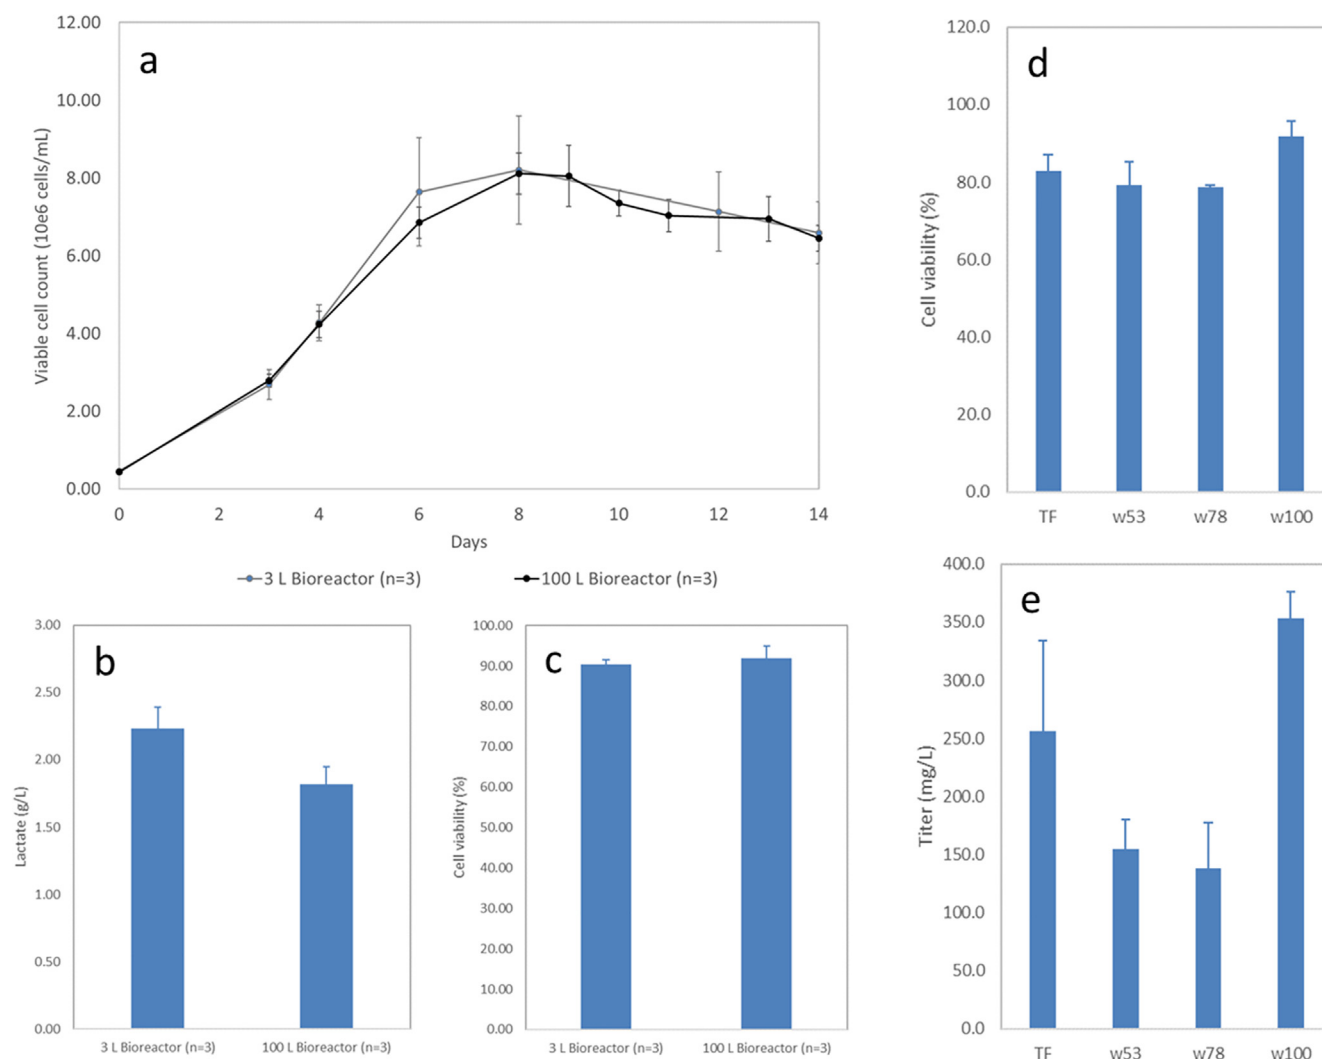 a
12.00
10.00
8.00
6.00
4.00
2.00
0.00
Viable cell count (10e6 cells/mL)
0 2 4 6 8 10 12 14
Days
3 L Bioreactor (n=3) 100 L Bioreactor (n=3)
b
3.00
2.50
2.00
1.50
1.00
0.50
0.00
Lactate (g/L)
3 L Bioreactor (n=3) 100 L Bioreactor (n=3)
c
100.00
90.00
80.00
70.00
60.00
50.00
40.00
30.00
20.00
10.00
0.00
Cell viability (%)
3 L Bioreactor (n=3) 100 L Bioreactor (n=3)
d
120.0
100.0
80.0
60.0
40.0
20.0
0.0
Cell viability (%)
TF w53 w78 w100
e
400.0
350.0
300.0
250.0
200.0
150.0
100.0
50.0
0.0
Titer (mg/L)
TF w53 w78 w100